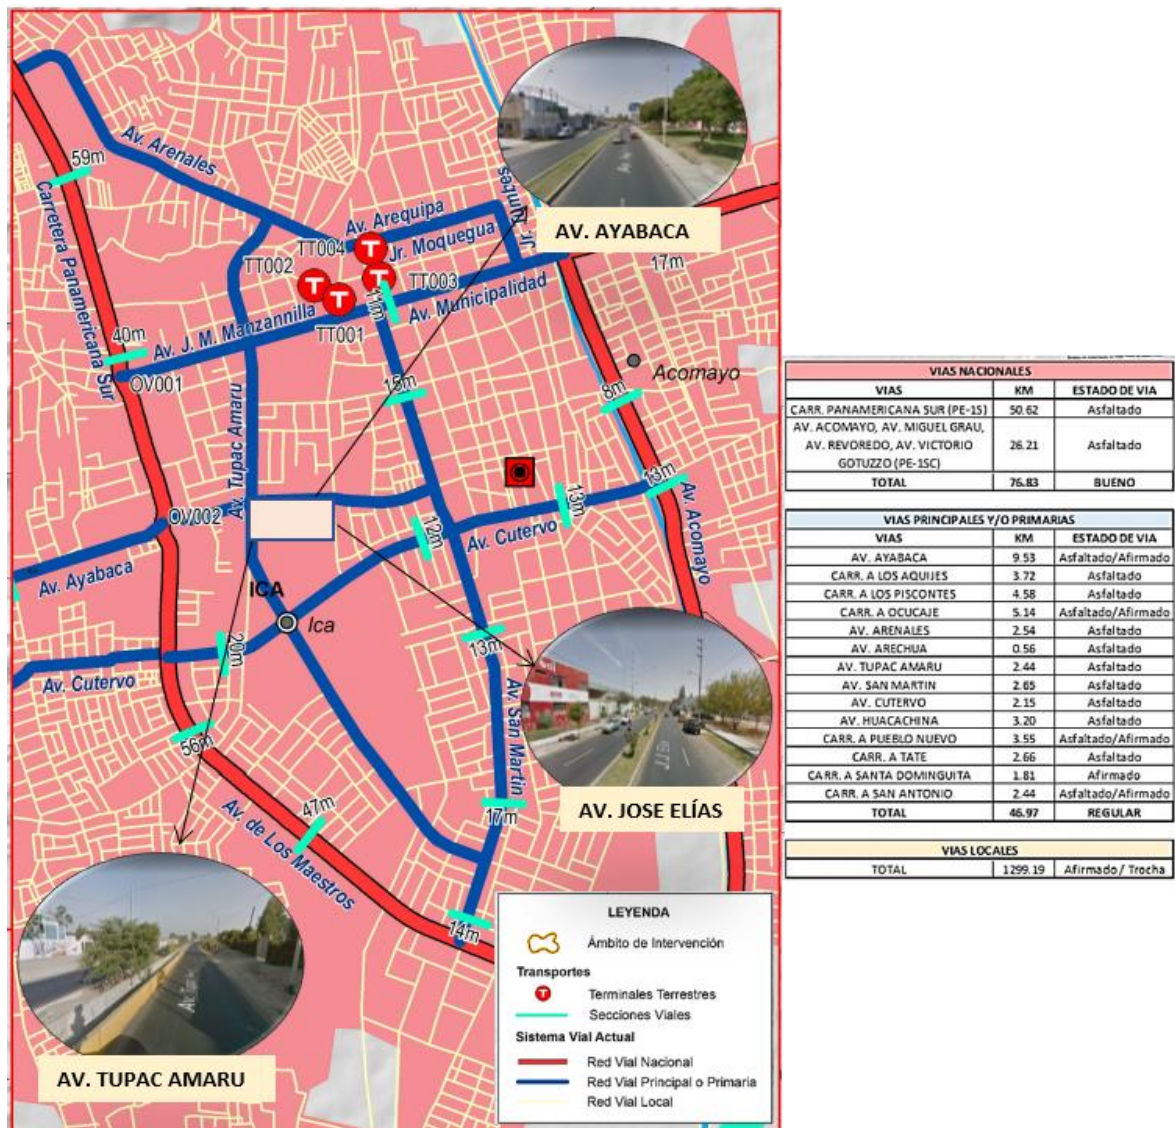 Av. Arenales
59m
Carretera Panamericana Sur
Av. Arequipa
Jr. Tumbes
AV. AYABACA
Jr. Moquegua
TT004
TT002
TT003
17m
11m
Av. Municipalidad
Av. J. M. Manzannilla
TT001
40m
OV001
Acomayo
15m
8m
Av. Tupac Amaru
13m
13m
OV002
12m
Av. Cutervo
Av. Acomayo
Av. Ayabaca
ICA
Ica
20m
13m
Av. Cutervo
Av. San Martin
56m
47m
17m
AV. JOSE ELÍAS
Av. de Los Maestros
14m
AV. TUPAC AMARU
LEYENDA
Ámbito de Intervención
Transportes
T Terminales Terrestres
Secciones Viales
Sistema Vial Actual
Red Vial Nacional
Red Vial Principal o Primaria
Red Vial Local
VIAS NACIONALES
VIAS KM ESTADO DE VIA
CARR. PANAMERICANA SUR (PE-1S) 50.62 Asfaltado
AV. ACOMAYO, AV. MIGUEL GRAU,
AV. REVOREDO, AV. VICTORIO
GOTUZZO (PE-1SC) 26.21 Asfaltado
TOTAL 76.83 BUENO
VIAS PRINCIPALES Y/O PRIMARIAS
VIAS KM ESTADO DE VIA
AV. AYABACA 9.53 Asfaltado/Afirmado
CARR. A LOS AQUIJES 3.72 Asfaltado
CARR. A LOS PISCONTES 4.58 Asfaltado
CARR. A OCUCAJE 5.14 Asfaltado/Afirmado
AV. ARENALES 2.54 Asfaltado
AV. ARECHUA 0.56 Asfaltado
AV. TUPAC AMARU 2.44 Asfaltado
AV. SAN MARTIN 2.65 Asfaltado
AV. CUTERVO 2.15 Asfaltado
AV. HUACACHINA 3.20 Asfaltado
CARR. A PUEBLO NUEVO 3.55 Asfaltado/Afirmado
CARR. A TATE 2.66 Asfaltado
CARR. A SANTA DOMINGUITA 1.81 Afirmado
CARR. A SAN ANTONIO 2.44 Asfaltado/Afirmado
TOTAL 46.97 REGULAR
VIAS LOCALES
TOTAL 1299.19 Afirmado / Trocha